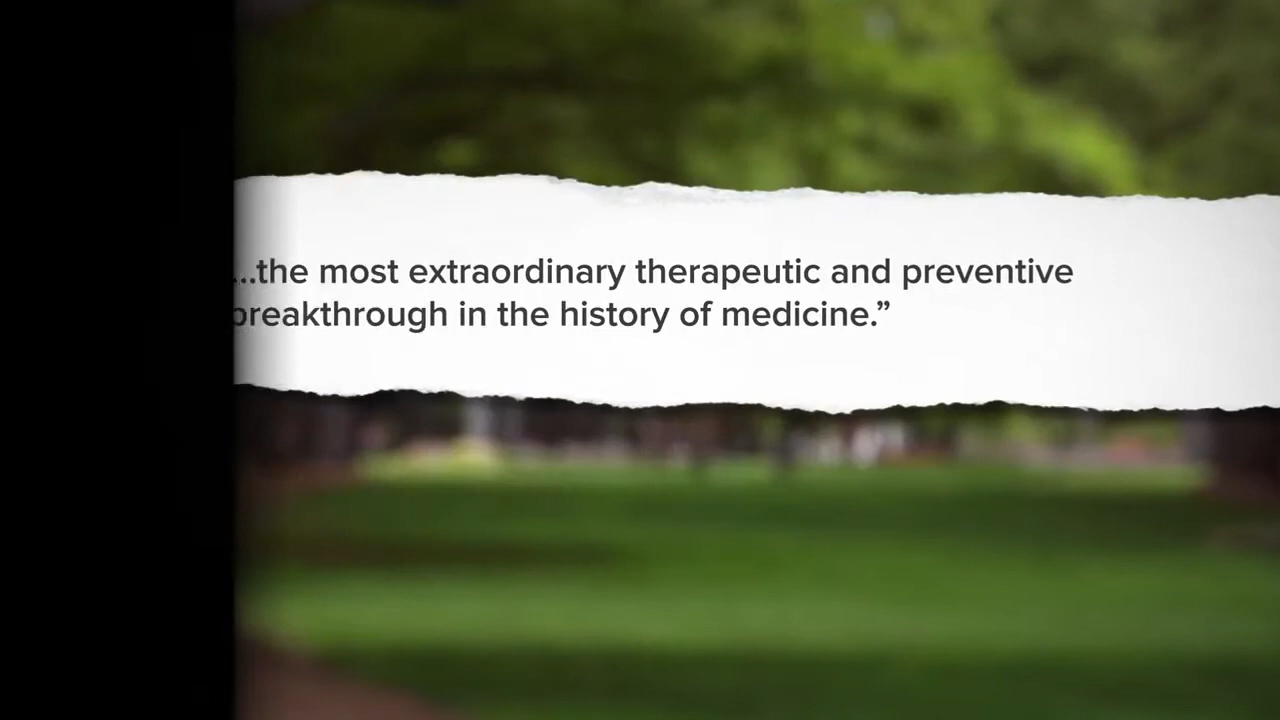 ...the most extraordinary therapeutic and preventive
breakthrough in the history of medicine.”